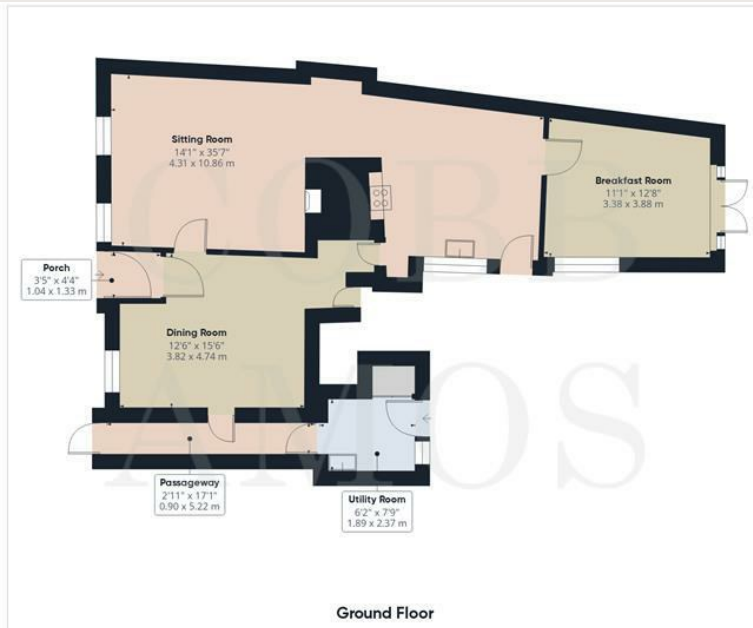 Sitting Room
14'1" x 35'7"
4.31 x 10.86 m
Breakfast Room
11'1" x 12'8"
3.38 x 3.88 m
Porch
3'5" x 4'4"
1.04 x 1.33 m
Dining Room
12'6" x 15'6"
3.82 x 4.74 m
Passageway
2'11" x 17'1"
0.90 x 5.22 m
Utility Room
6'2" x 7'9"
1.89 x 2.37 m
COBB
AMOS
Ground Floor